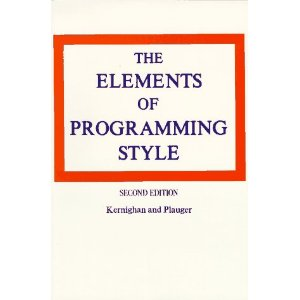 THE
ELEMENTS
OF
PROGRAMMING
STYLE
SECOND EDITION
Kernighan and Plauger